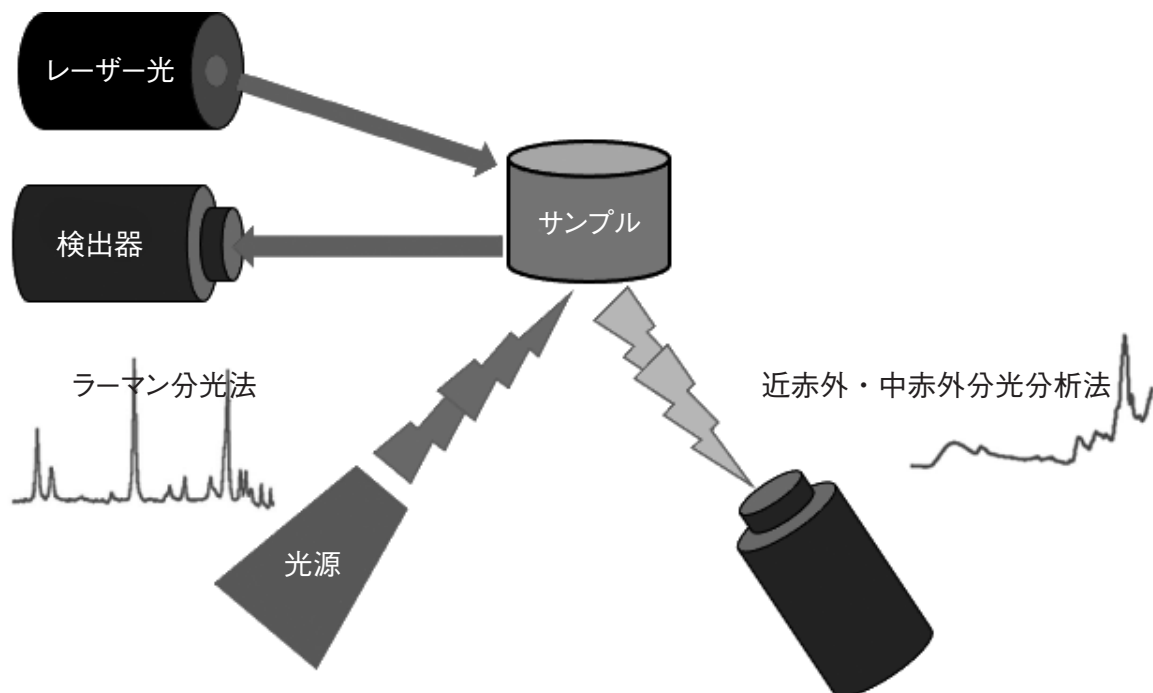 レーザー光
サンプル
検出器
ラーマン分光法
近赤外・中赤外分光分析法
光源